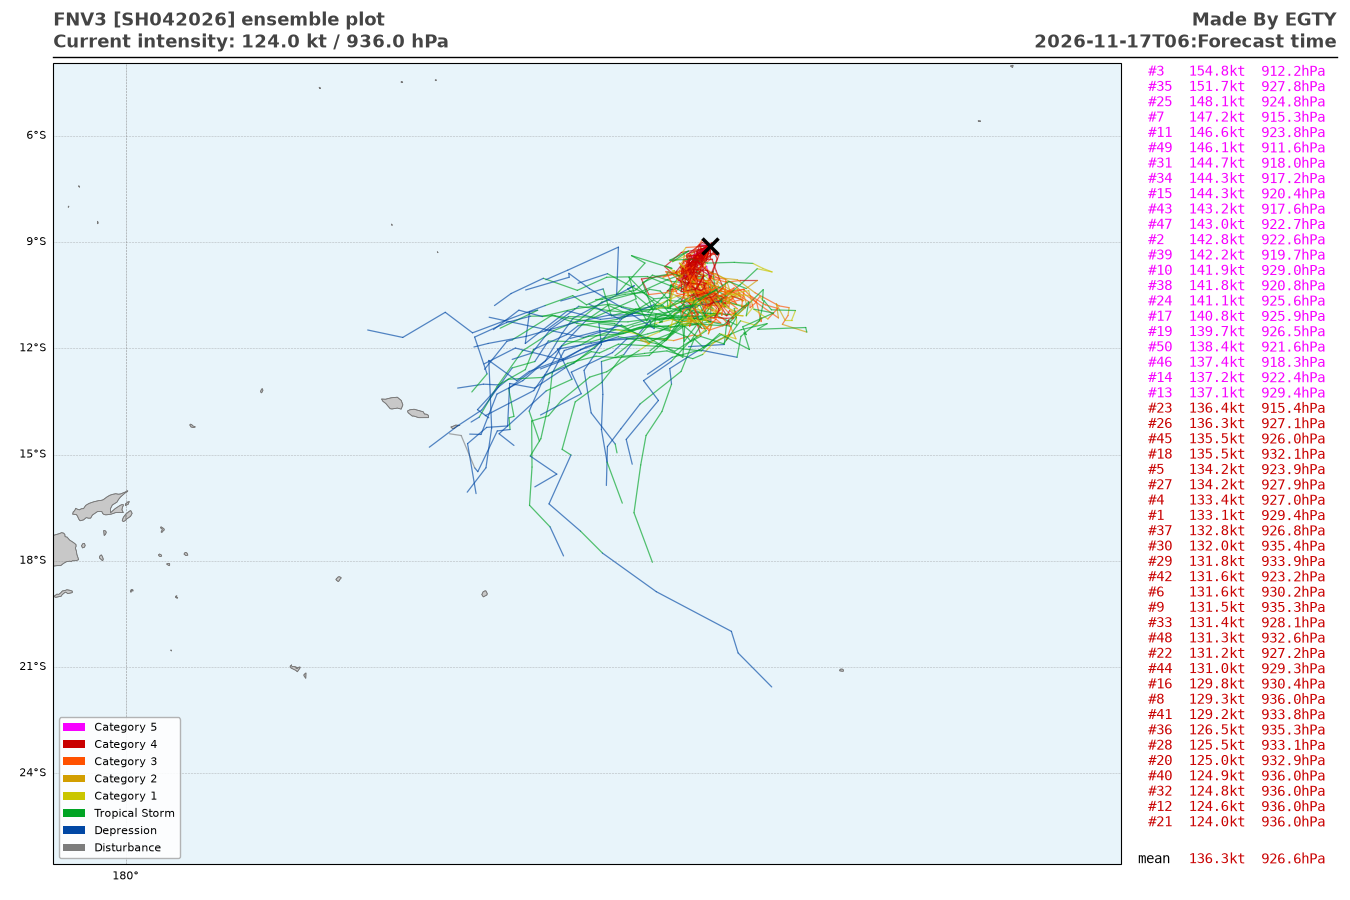 FNV3 [SH042026] ensemble plot
Current intensity: 124.0 kt / 936.0 hPa
Made By EGTY
2026-11-17T06:Forecast time
6°S
9°S
12°S
15°S
18°S
21°S
24°S
180°
Category 5
Category 4
Category 3
Category 2
Category 1
Tropical Storm
Depression
Disturbance
#3 154.8kt 912.2hPa
#35 151.7kt 927.8hPa
#25 148.1kt 924.8hPa
#7 147.2kt 915.3hPa
#11 146.6kt 923.8hPa
#49 146.1kt 911.6hPa
#31 144.7kt 918.0hPa
#34 144.3kt 917.2hPa
#15 144.3kt 920.4hPa
#43 143.2kt 917.6hPa
#47 143.0kt 922.7hPa
#2 142.8kt 922.6hPa
#39 142.2kt 919.7hPa
#10 141.9kt 929.0hPa
#38 141.8kt 920.8hPa
#24 141.1kt 925.6hPa
#17 140.8kt 925.9hPa
#19 139.7kt 926.5hPa
#50 138.4kt 921.6hPa
#46 137.4kt 918.3hPa
#14 137.2kt 922.4hPa
#13 137.1kt 929.4hPa
#23 136.4kt 915.4hPa
#26 136.3kt 927.1hPa
#45 135.5kt 926.0hPa
#18 135.5kt 932.1hPa
#5 134.2kt 923.9hPa
#27 134.2kt 927.9hPa
#4 133.4kt 927.0hPa
#1 133.1kt 929.4hPa
#37 132.8kt 926.8hPa
#30 132.0kt 935.4hPa
#29 131.8kt 933.9hPa
#42 131.6kt 923.2hPa
#6 131.6kt 930.2hPa
#9 131.5kt 935.3hPa
#33 131.4kt 928.1hPa
#48 131.3kt 932.6hPa
#22 131.2kt 927.2hPa
#44 131.0kt 929.3hPa
#16 129.8kt 930.4hPa
#8 129.3kt 936.0hPa
#41 129.2kt 933.8hPa
#36 126.5kt 935.3hPa
#28 125.5kt 933.1hPa
#20 125.0kt 932.9hPa
#40 124.9kt 936.0hPa
#32 124.8kt 936.0hPa
#12 124.6kt 936.0hPa
#21 124.0kt 936.0hPa
mean 136.3kt 926.6hPa